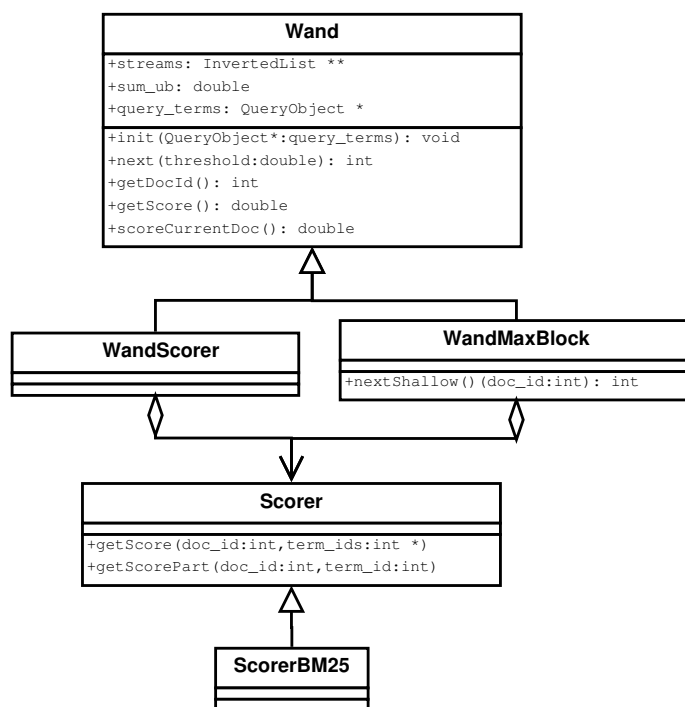 Wand
+streams: InvertedList **
+sum_ub: double
+query_terms: QueryObject *
+init(QueryObject*:query_terms): void
+next(threshold:double): int
+getDocId(): int
+getScore(): double
+scoreCurrentDoc(): double
WandScorer
WandMaxBlock
+nextShallow()(doc_id:int): int
Scorer
+getScore(doc_id:int,term_ids:int *)
+getScorePart(doc_id:int,term_id:int)
ScorerBM25